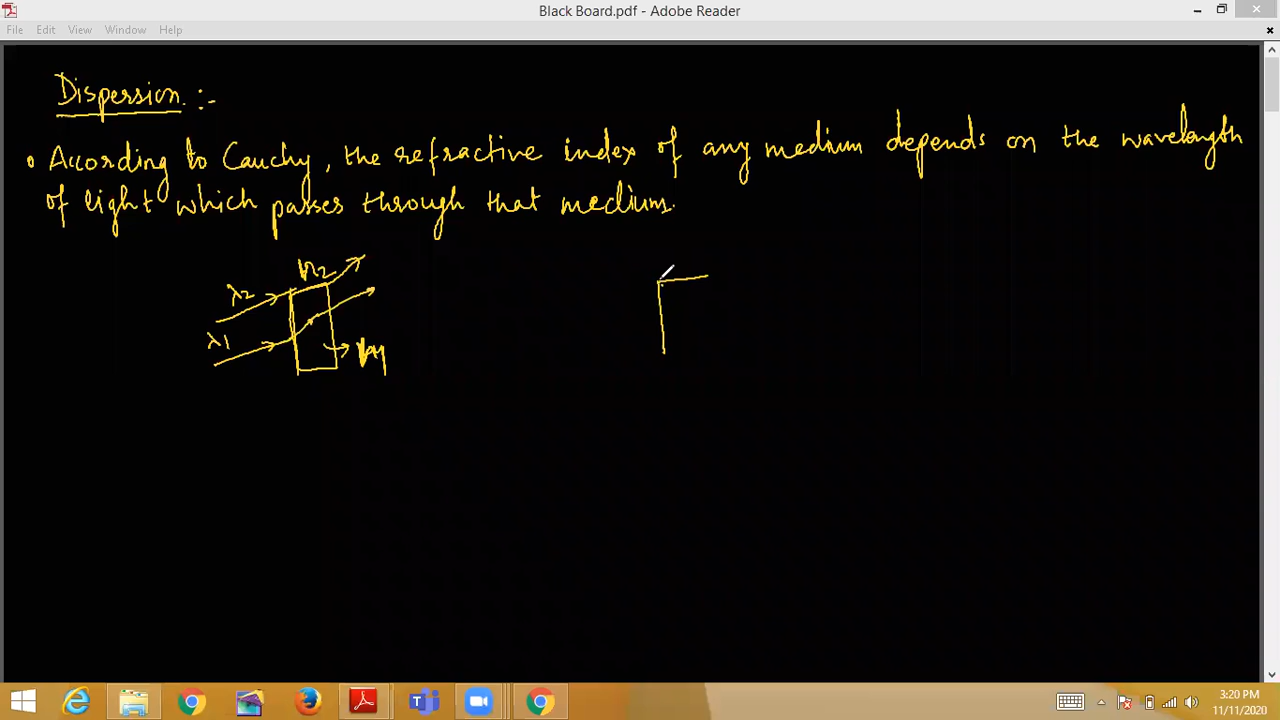 Black Board.pdf - Adobe Reader
File Edit View Window Help
Dispersion :-
• According to Cauchy, the refractive index of any medium depends on the wavelength
of light which passes through that medium.
λ2
λ1
3:20 PM
11/11/2020